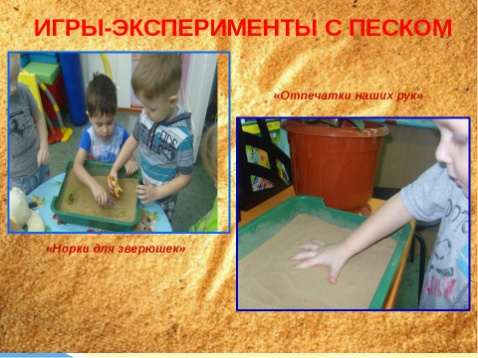 ИГРЫ-ЭКСПЕРИМЕНТЫ С ПЕСКОМ
«Отпечатки наших рук»
«Норки для зверюшек»